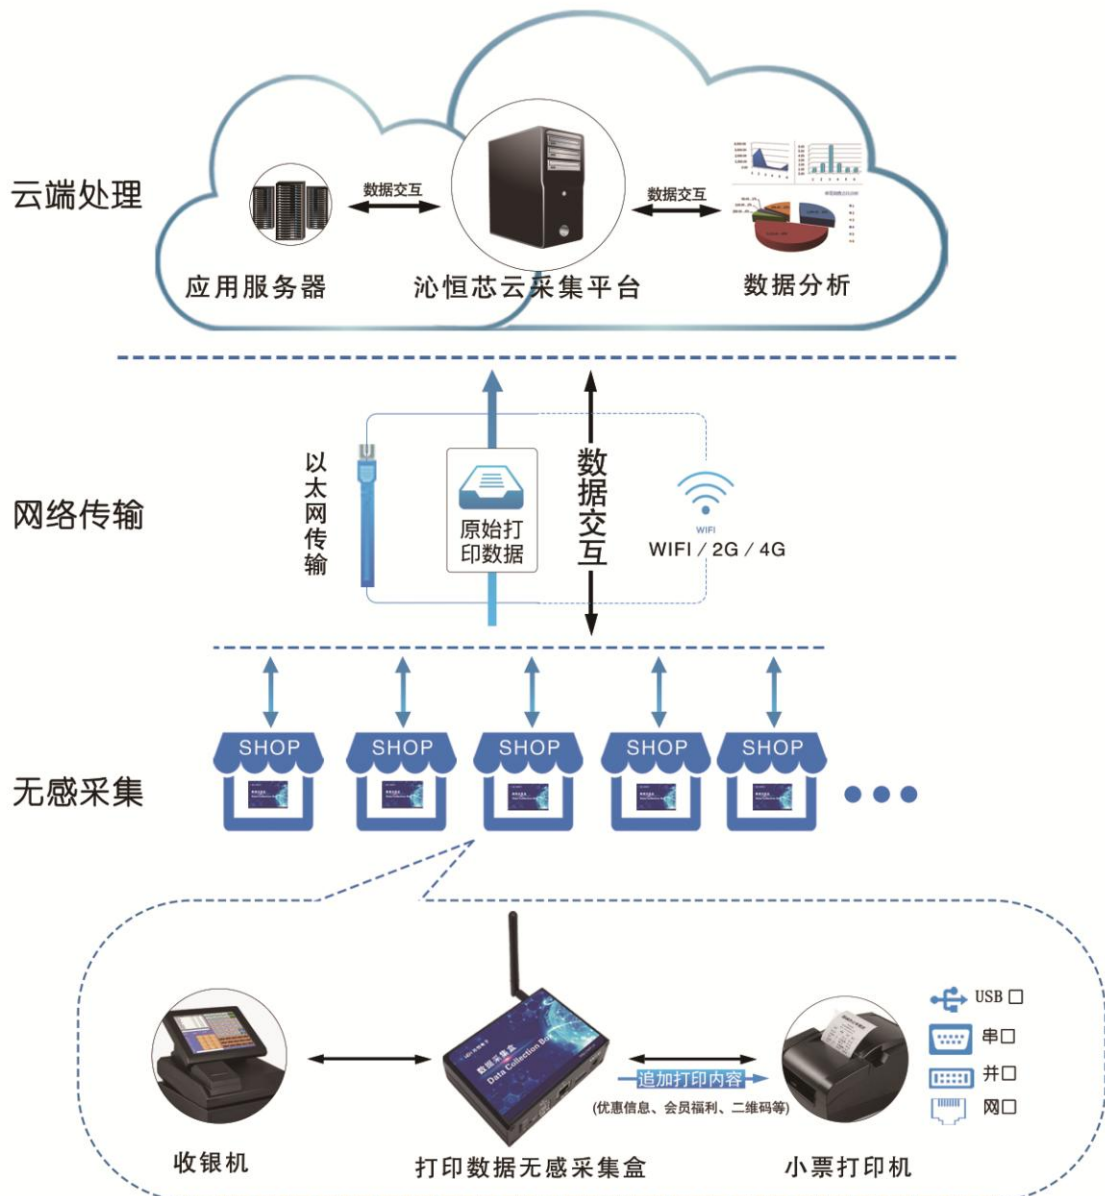 云端处理
数据交互
数据交互
应用服务器
沁恒芯云采集平台
数据分析
网络传输
以太网传输
原始打
印数据
数据交互
WIFI
WIFI / 2G / 4G
无感采集
SHOP
SHOP
SHOP
SHOP
SHOP
数据采集盒
Data Collection Box
追加打印内容
(优惠信息、会员福利、二维码等)
USB 口
串口
并口
网口
收银机
打印数据无感采集盒
小票打印机